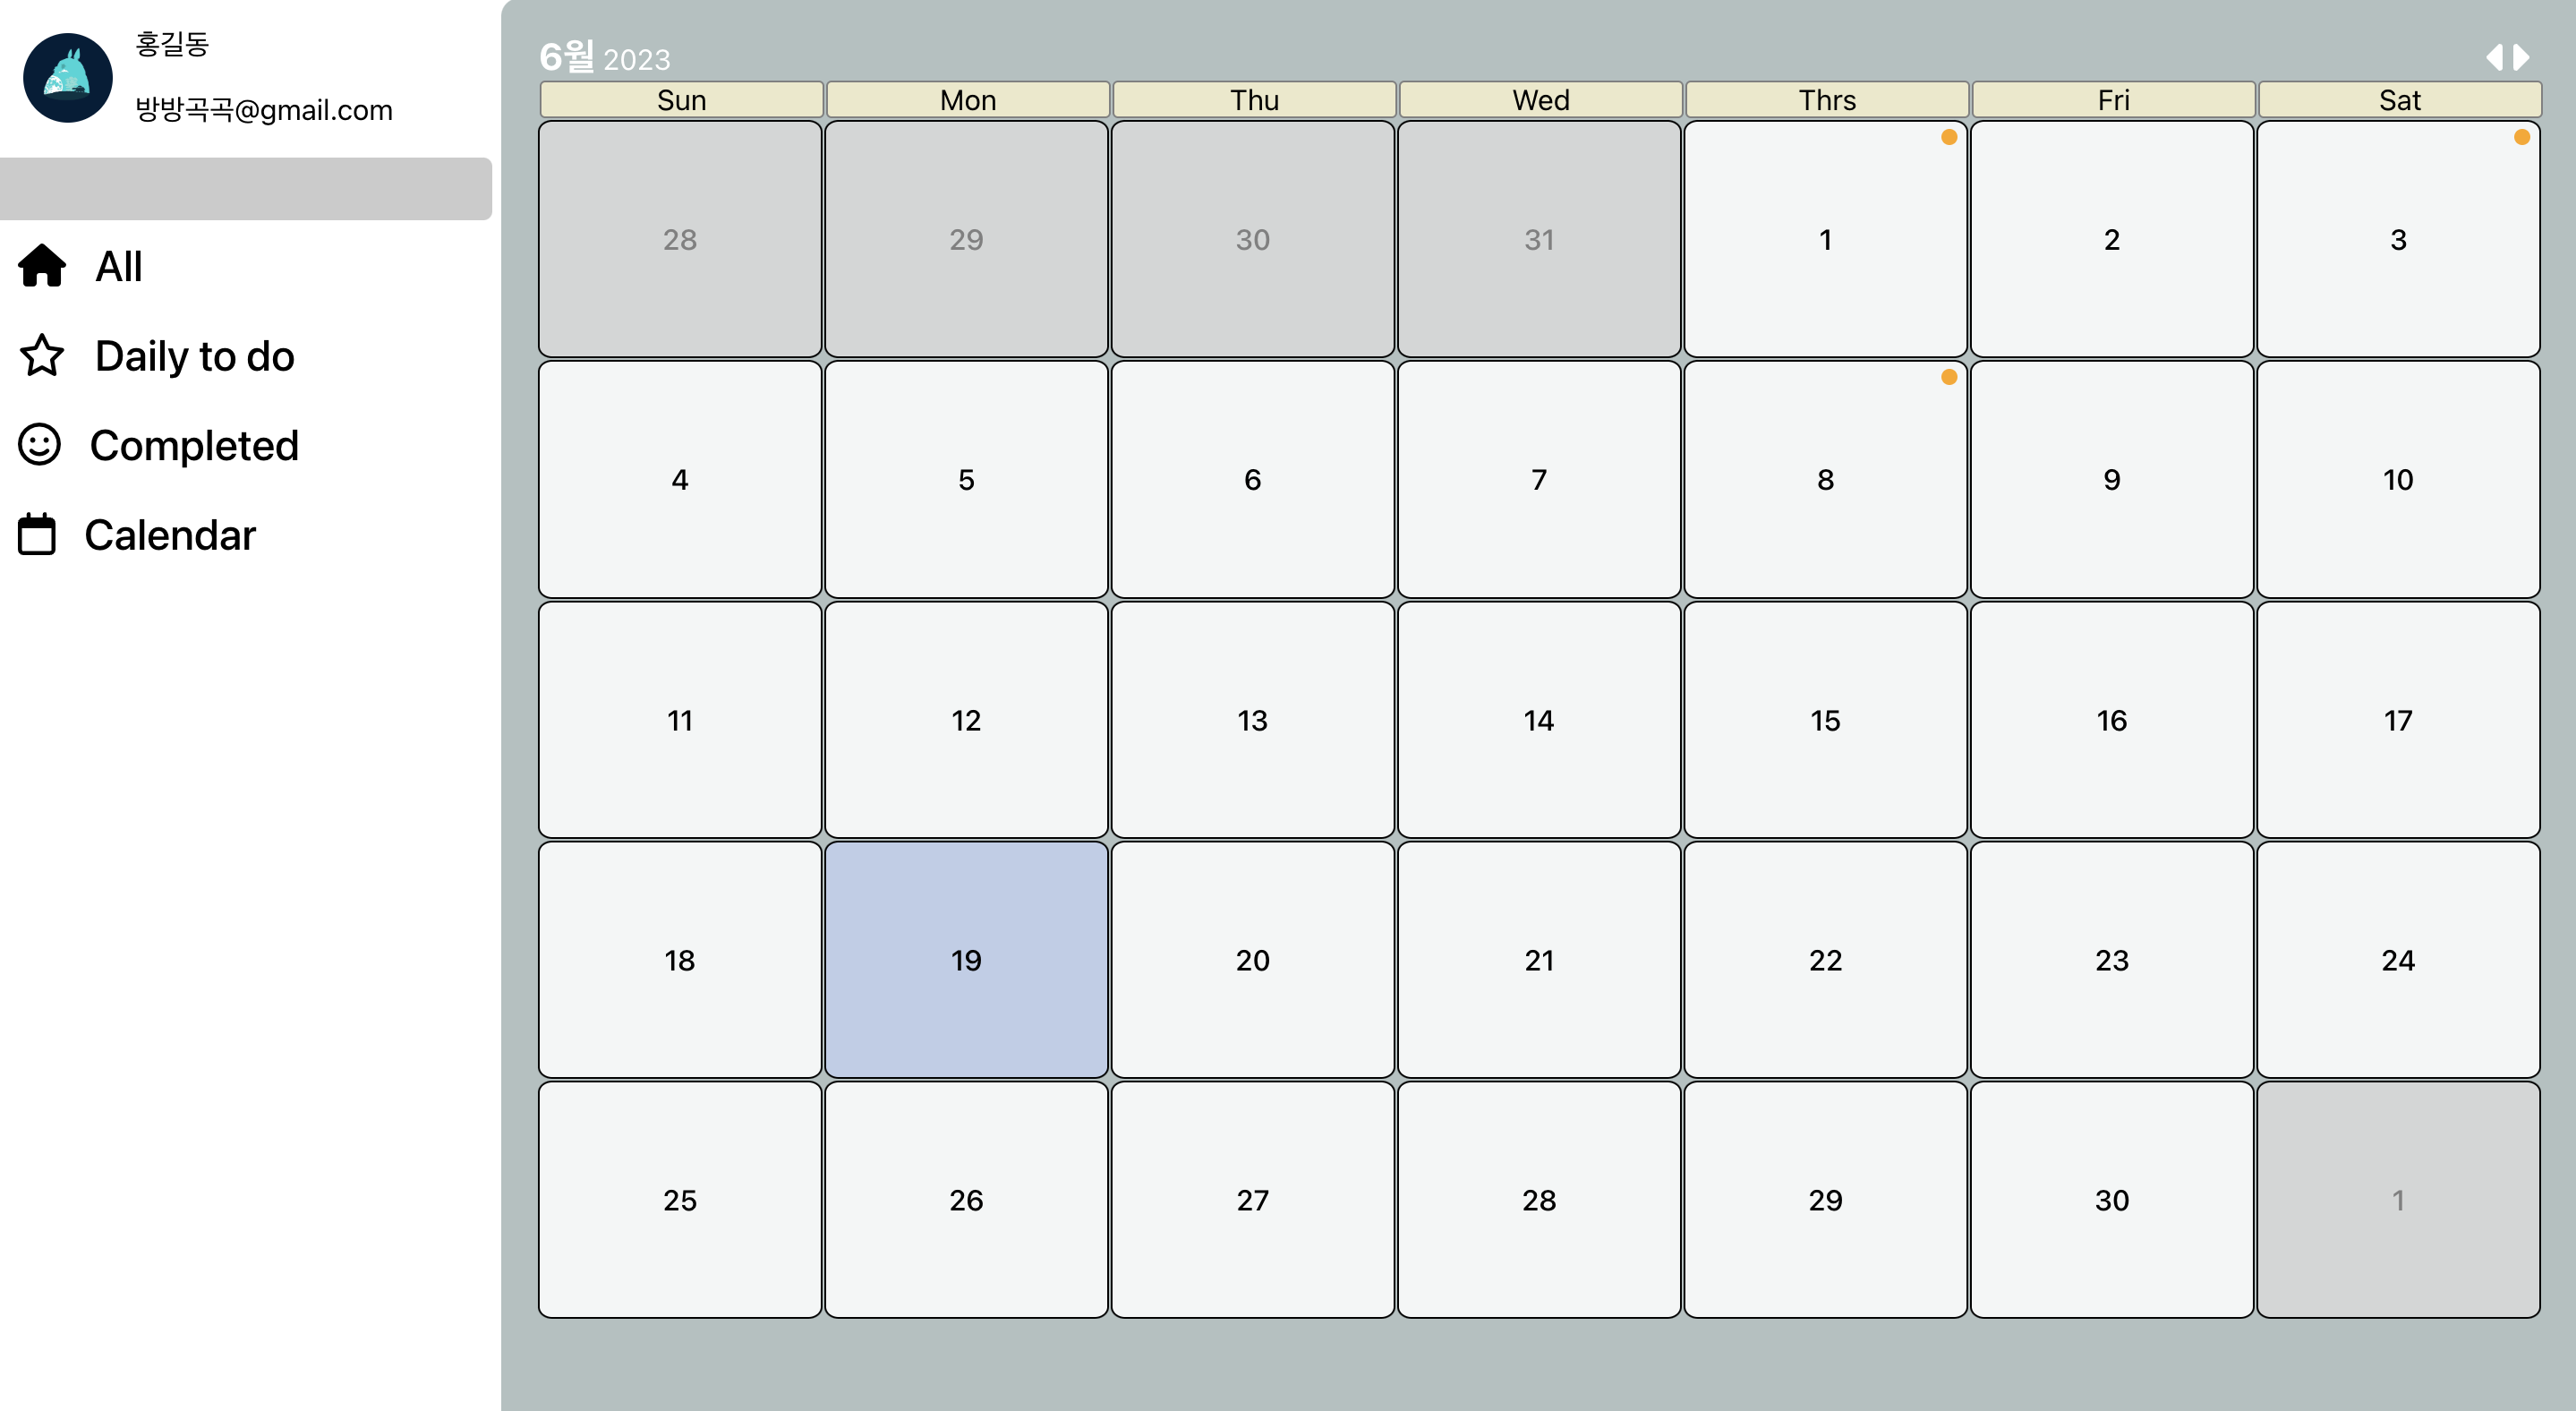 홍길동
방방곡곡@gmail.com
All
Daily to do
Completed
Calendar
6월 2023
Sun Mon Thu Wed Thrs Fri Sat
28 29 30 31 1 2 3
4 5 6 7 8 9 10
11 12 13 14 15 16 17
18 19 20 21 22 23 24
25 26 27 28 29 30 1